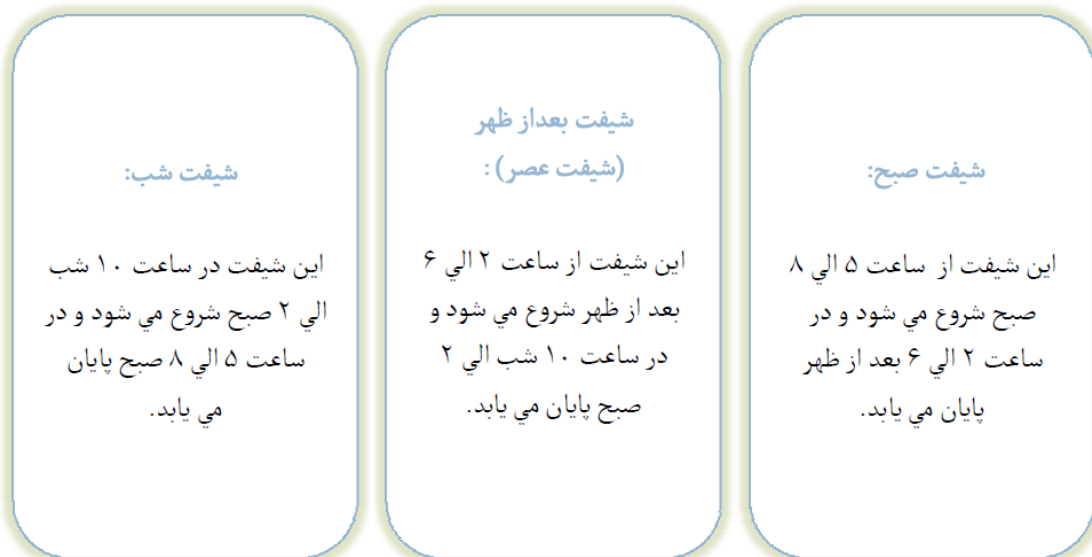 شيفت صبح:
اين شيفت از ساعت ۵ الي ۸
صبح شروع مي شود و در
ساعت ۲ الي ۶ بعد از ظهر
پايان مي يابد.
شيفت بعداز ظهر
(شيفت عصر) :
اين شيفت از ساعت ۲ الي ۶
بعد از ظهر شروع مي شود و
در ساعت ۱۰ شب الي ۲
صبح پايان مي يابد.
شيفت شب:
اين شيفت در ساعت ۱۰ شب
الي ۲ صبح شروع مي شود و در
ساعت ۵ الي ۸ صبح پايان
مي يابد.